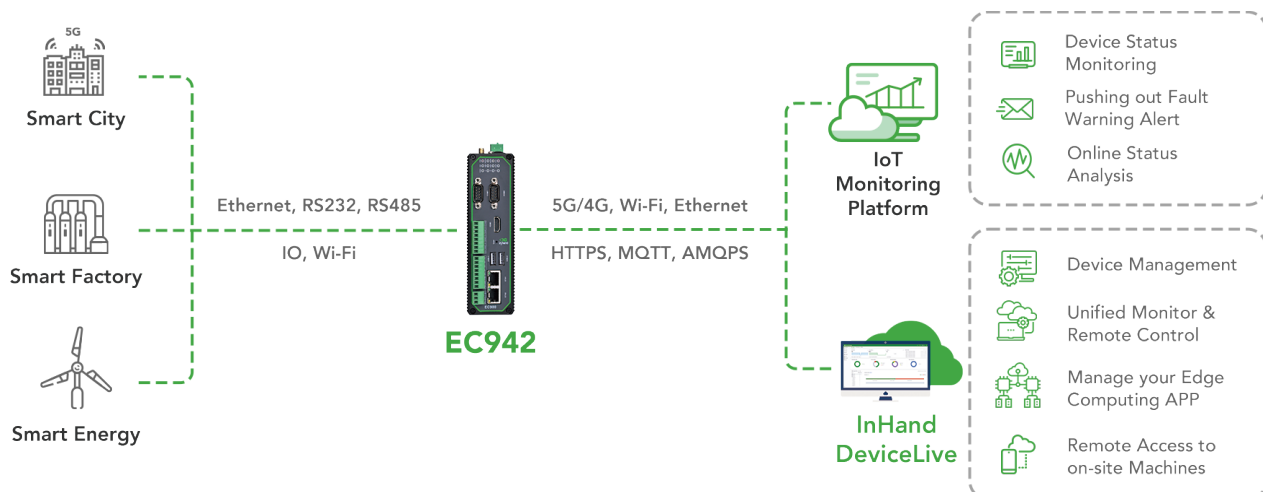 5G
Smart City
Smart Factory
Smart Energy
Ethernet, RS232, RS485
IO, Wi-Fi
EC942
5G/4G, Wi-Fi, Ethernet
HTTPS, MQTT, AMQPS
IoT
Monitoring
Platform
InHand
DeviceLive
Device Status
Monitoring
Pushing out Fault
Warning Alert
Online Status
Analysis
Device Management
Unified Monitor &
Remote Control
Manage your Edge
Computing APP
Remote Access to
on-site Machines